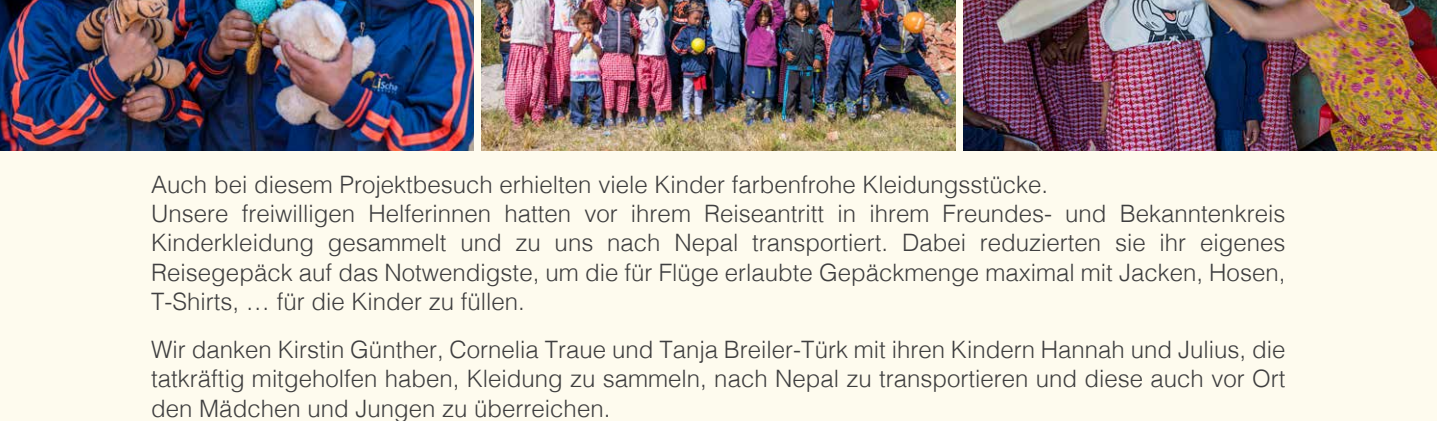 Auch bei diesem Projektbesuch erhielten viele Kinder farbenfrohe Kleidungsstücke.
Unsere freiwilligen Helferinnen hatten vor ihrem Reiseantritt in ihrem Freundes- und Bekanntenkreis
Kinderkleidung gesammelt und zu uns nach Nepal transportiert. Dabei reduzierten sie ihr eigenes
Reisegepäck auf das Notwendigste, um die für Flüge erlaubte Gepäckmenge maximal mit Jacken, Hosen,
T-Shirts, … für die Kinder zu füllen.
Wir danken Kirstin Günther, Cornelia Traue und Tanja Breiler-Türk mit ihren Kindern Hannah und Julius, die
tatkräftig mitgeholfen haben, Kleidung zu sammeln, nach Nepal zu transportieren und diese auch vor Ort
den Mädchen und Jungen zu überreichen.